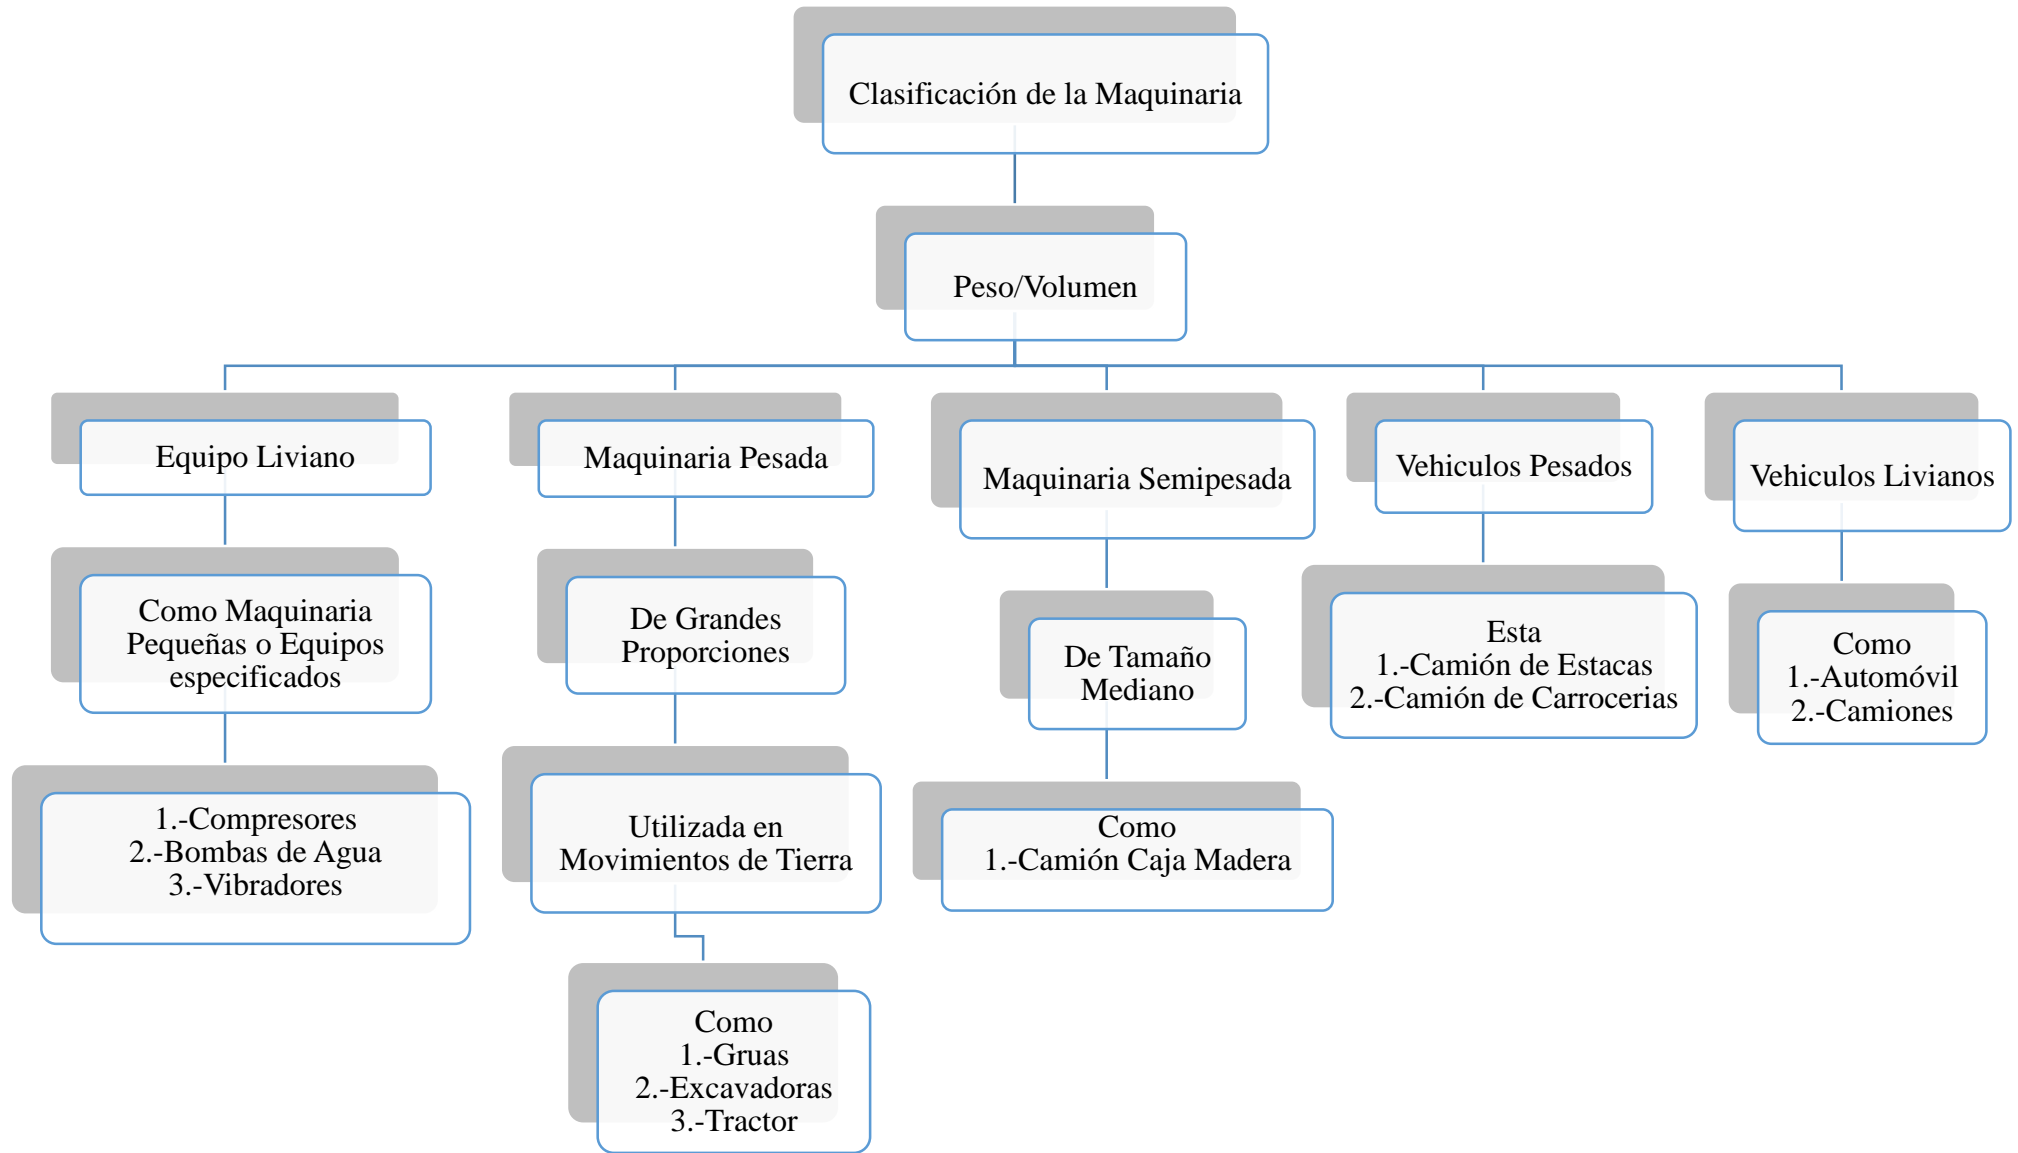 Clasificación de la Maquinaria
Peso/Volumen
Equipo Liviano
Como Maquinaria
Pequeñas o Equipos
especificados
1.-Compresores
2.-Bombas de Agua
3.-Vibradores
Maquinaria Pesada
De Grandes
Proporciones
Utilizada en
Movimientos de Tierra
Como
1.-Gruas
2.-Excavadoras
3.-Tractor
Maquinaria Semipesada
De Tamaño
Mediano
Como
1.-Camión Caja Madera
Vehiculos Pesados
Esta
1.-Camión de Estacas
2.-Camión de Carrocerias
Vehiculos Livianos
Como
1.-Automóvil
2.-Camiones